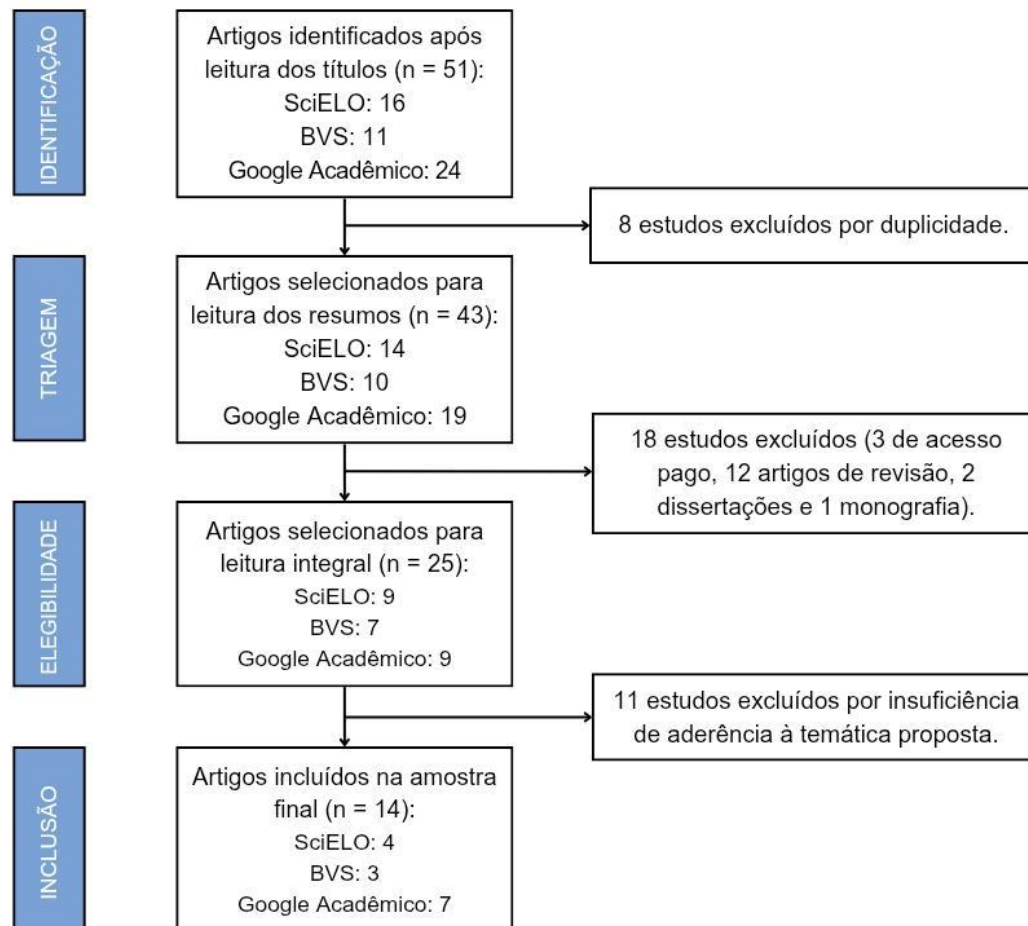 IDENTIFICAÇÃO
Artigos identificados após
leitura dos títulos (n = 51):
SciELO: 16
BVS: 11
Google Acadêmico: 24
8 estudos excluídos por duplicidade.
TRIAGEM
Artigos selecionados para
leitura dos resumos (n = 43):
SciELO: 14
BVS: 10
Google Acadêmico: 19
18 estudos excluídos (3 de acesso
pago, 12 artigos de revisão, 2
dissertações e 1 monografia).
ELEGIBILIDADE
Artigos selecionados para
leitura integral (n = 25):
SciELO: 9
BVS: 7
Google Acadêmico: 9
11 estudos excluídos por insuficiência
de aderência à temática proposta.
INCLUSÃO
Artigos incluídos na amostra
final (n = 14):
SciELO: 4
BVS: 3
Google Acadêmico: 7